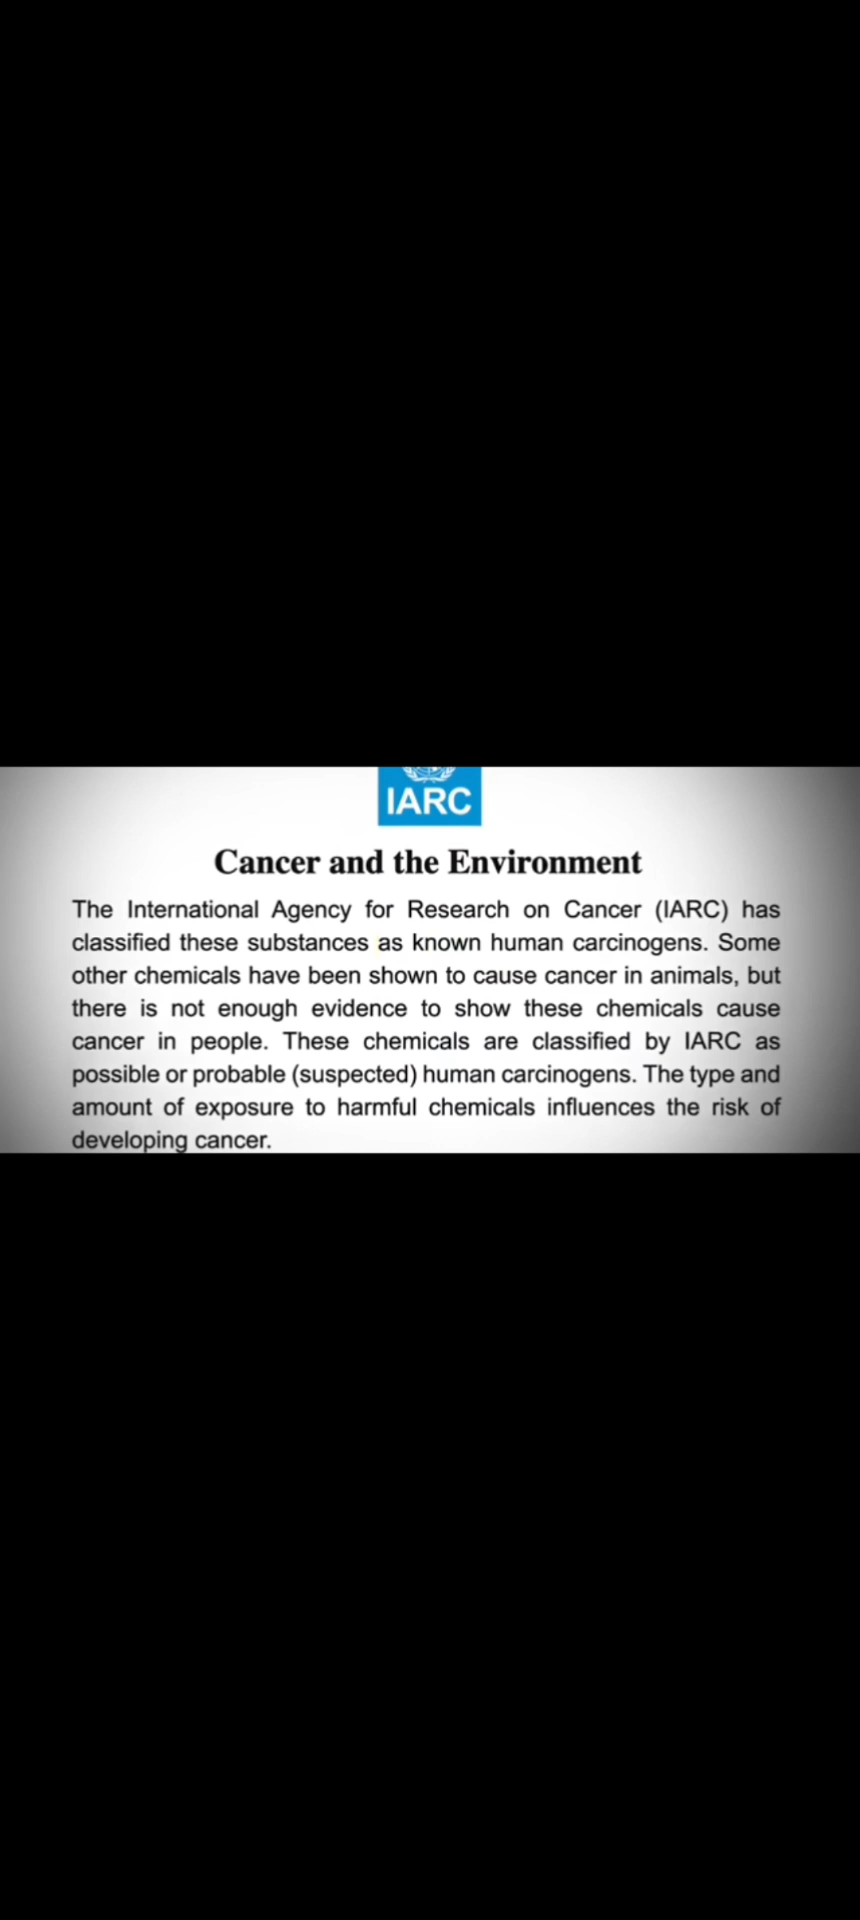 IARC
Cancer and the Environment
The International Agency for Research on Cancer (IARC) has
classified these substances as known human carcinogens. Some
other chemicals have been shown to cause cancer in animals, but
there is not enough evidence to show these chemicals cause
cancer in people. These chemicals are classified by IARC as
possible or probable (suspected) human carcinogens. The type and
amount of exposure to harmful chemicals influences the risk of
developing cancer.